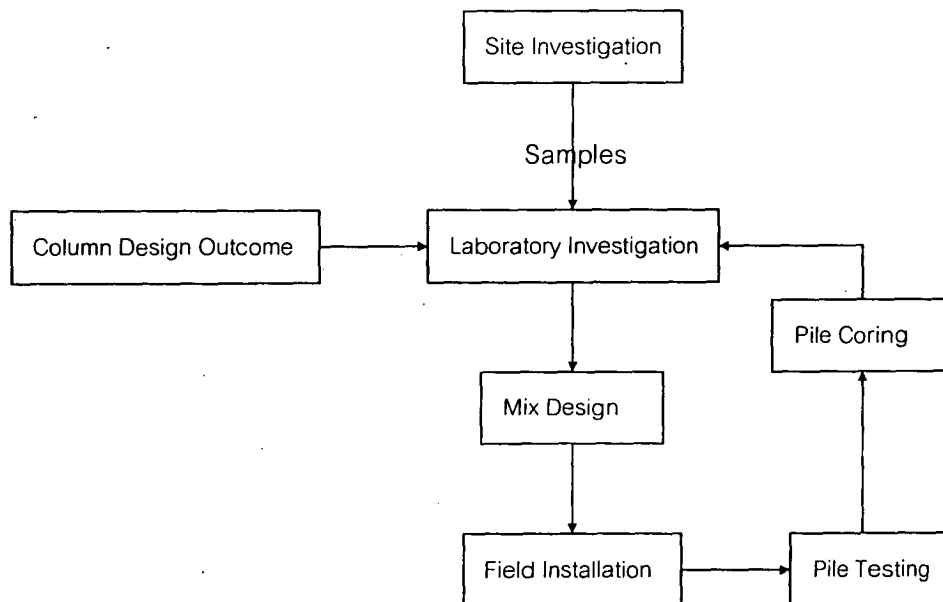 Site Investigation
Samples
Column Design Outcome
Laboratory Investigation
Pile Coring
Mix Design
Field Installation
Pile Testing